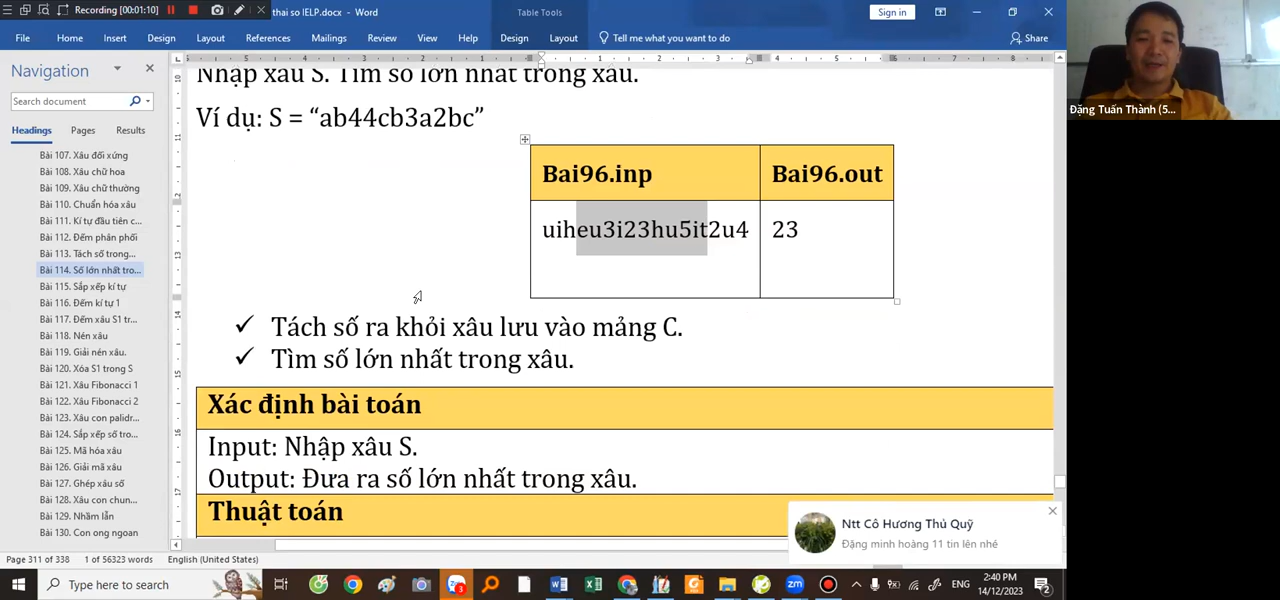 Recording [00:01:10]
thai so IELP.docx - Word
Table Tools
Sign in
File Home Insert Design Layout References Mailings Review View Help Design Layout Tell me what you want to do Share
Navigation
Search document
Headings Pages Results
Bài 107. Xâu đối xứng
Bài 108. Xâu chữ hoa
Bài 109. Xâu chữ thường
Bài 110. Chuẩn hóa xâu
Bài 111. Kí tự đầu tiên c...
Bài 112. Đếm phân phối
Bài 113. Tách số trong...
Bài 114. Số lớn nhất tro...
Bài 115. Sắp xếp kí tự
Bài 116. Đếm kí tự 1
Bài 117. Đếm xâu S1 tr...
Bài 118. Nén xâu
Bài 119. Giải nén xâu.
Bài 120. Xóa S1 trong S
Bài 121. Xâu Fibonacci 1
Bài 122. Xâu Fibonacci 2
Bài 123. Xâu con palidr...
Bài 124. Sắp xếp số tro...
Bài 125. Mã hóa xâu
Bài 126. Giải mã xâu
Bài 127. Ghép xâu số
Bài 128. Xâu con chun...
Bài 129. Nhầm lẫn
Bài 130. Con ong ngoan
Nhập xâu S. Tìm số lớn nhất trong xâu.
Ví dụ: S = “ab44cb3a2bc”
Bai96.inp Bai96.out
uiheu3i23hu5it2u4 23
✓ Tách số ra khỏi xâu lưu vào mảng C.
✓ Tìm số lớn nhất trong xâu.
Xác định bài toán
Input: Nhập xâu S.
Output: Đưa ra số lớn nhất trong xâu.
Thuật toán
Đặng Tuấn Thành (5...
Ntt Cô Hương Thủ Quỹ
Đặng minh hoàng 11 tin lên nhé
Page 311 of 338 1 of 56323 words English (United States)
Type here to search
ENG
2:40 PM
14/12/2023